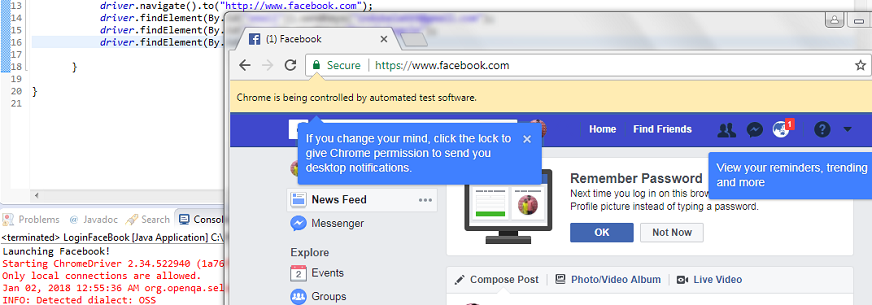 13 driver.navigate().to("http://www.facebook.com");
14 driver.findElement(By.
15 driver.findElement(By.
16 driver.findElement(By.
17
18 }
19
20 }
21
(1) Facebook
Secure https://www.facebook.com
Chrome is being controlled by automated test software.
Home Find Friends 1 ?
If you change your mind, click the lock to
give Chrome permission to send you
desktop notifications.
View your reminders, trending
and more
Remember Password
Next time you log in on this brow
Profile picture instead of typing a password.
OK Not Now
News Feed
Messenger
Explore
2 Events
Groups
Compose Post Photo/Video Album Live Video
Problems Javadoc Search Consol
<terminated> LoginFaceBook [Java Application] C:\
Launching Facebook!
Starting ChromeDriver 2.34.522940 (1a76
Only local connections are allowed.
Jan 02, 2018 12:55:36 AM org.openqa.sel
INFO: Detected dialect: OSS